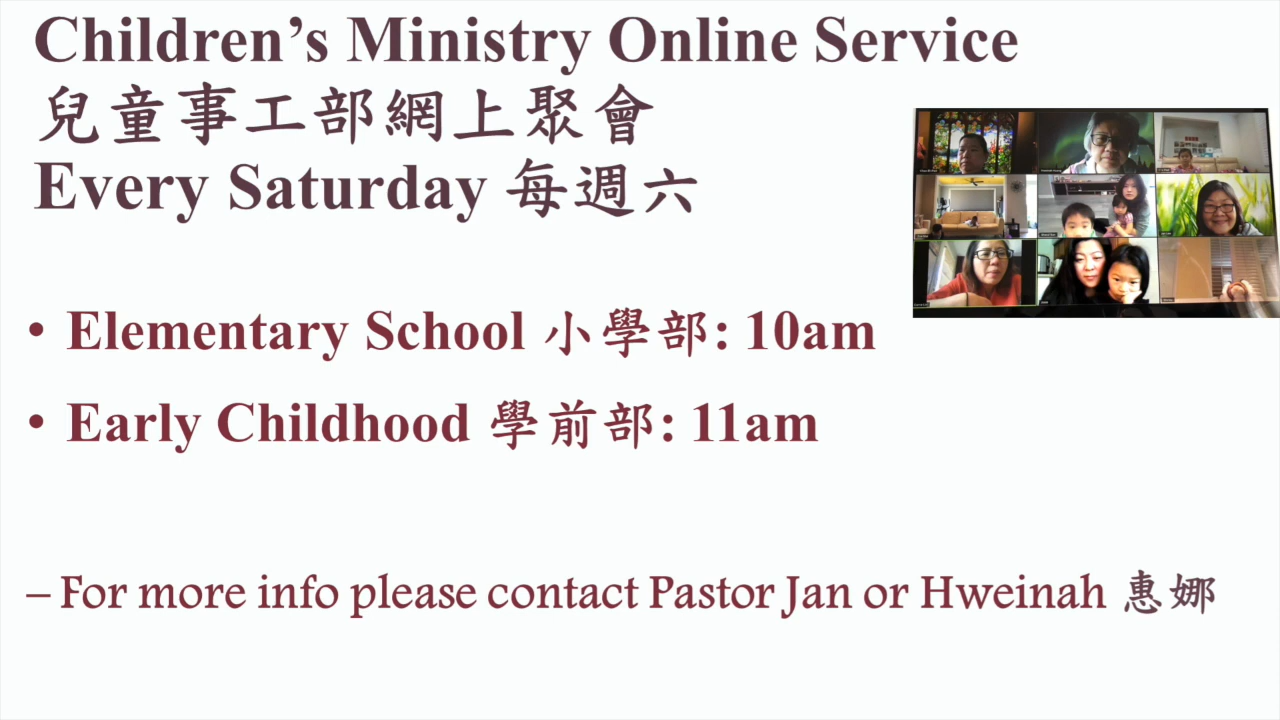 Children's Ministry Online Service
兒童事工部網上聚會
Every Saturday 每週六
• Elementary School 小學部: 10am
• Early Childhood 學前部: 11am
– For more info please contact Pastor Jan or Hweinah 惠娜